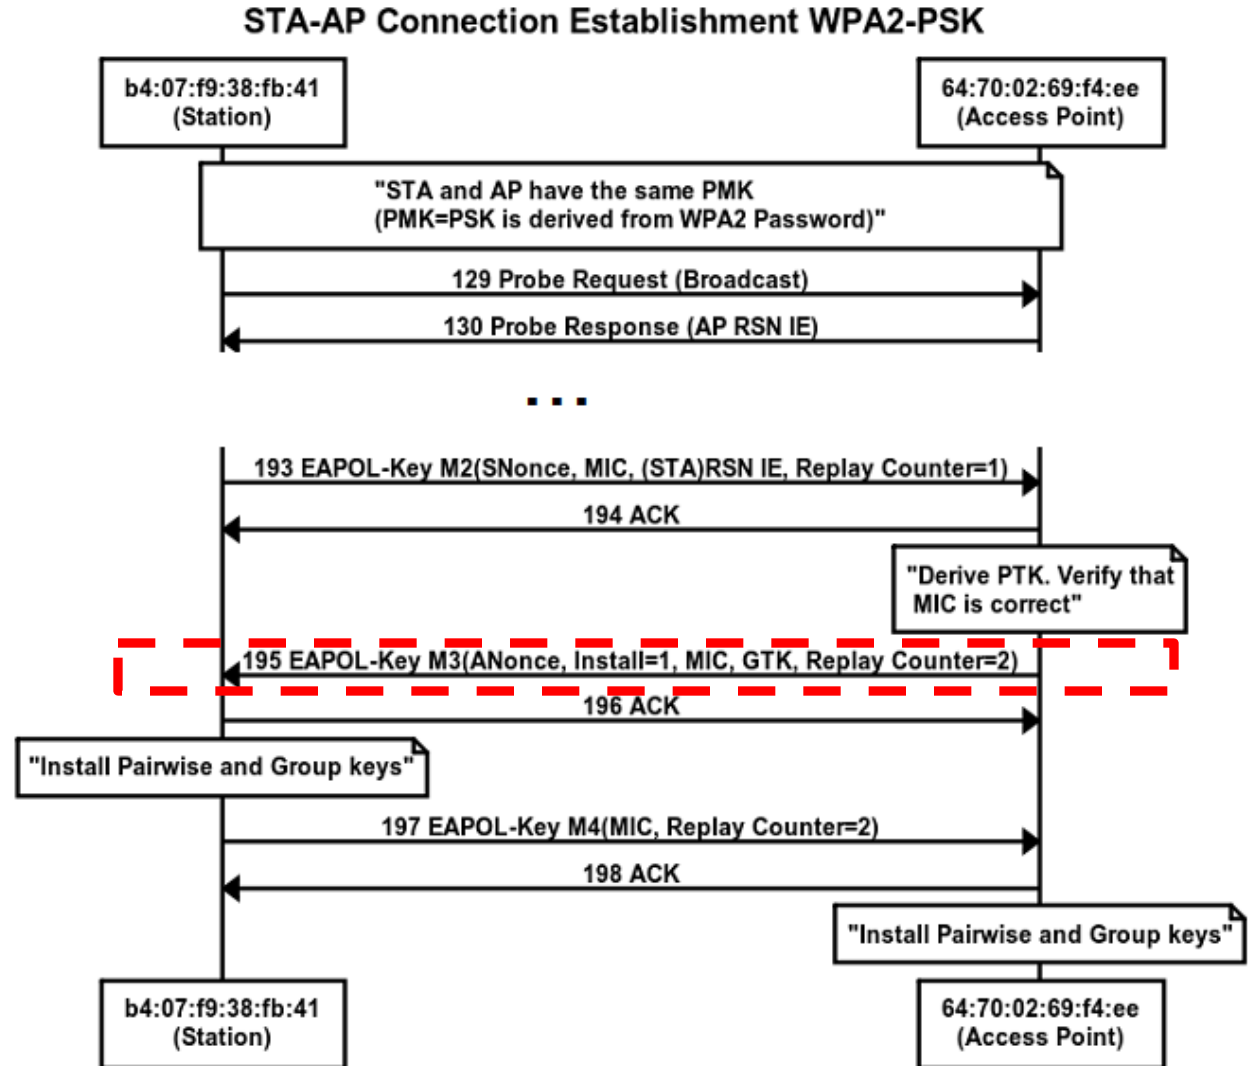 STA-AP Connection Establishment WPA2-PSK
b4:07:f9:38:fb:41
(Station)
64:70:02:69:f4:ee
(Access Point)
"STA and AP have the same PMK
(PMK=PSK is derived from WPA2 Password)"
129 Probe Request (Broadcast)
130 Probe Response (AP RSN IE)
...
193 EAPOL-Key M2(SNonce, MIC, (STA)RSN IE, Replay Counter=1)
194 ACK
"Derive PTK. Verify that
MIC is correct"
195 EAPOL-Key M3(ANonce, Install=1, MIC, GTK, Replay Counter=2)
196 ACK
"Install Pairwise and Group keys"
197 EAPOL-Key M4(MIC, Replay Counter=2)
198 ACK
"Install Pairwise and Group keys"
b4:07:f9:38:fb:41
(Station)
64:70:02:69:f4:ee
(Access Point)